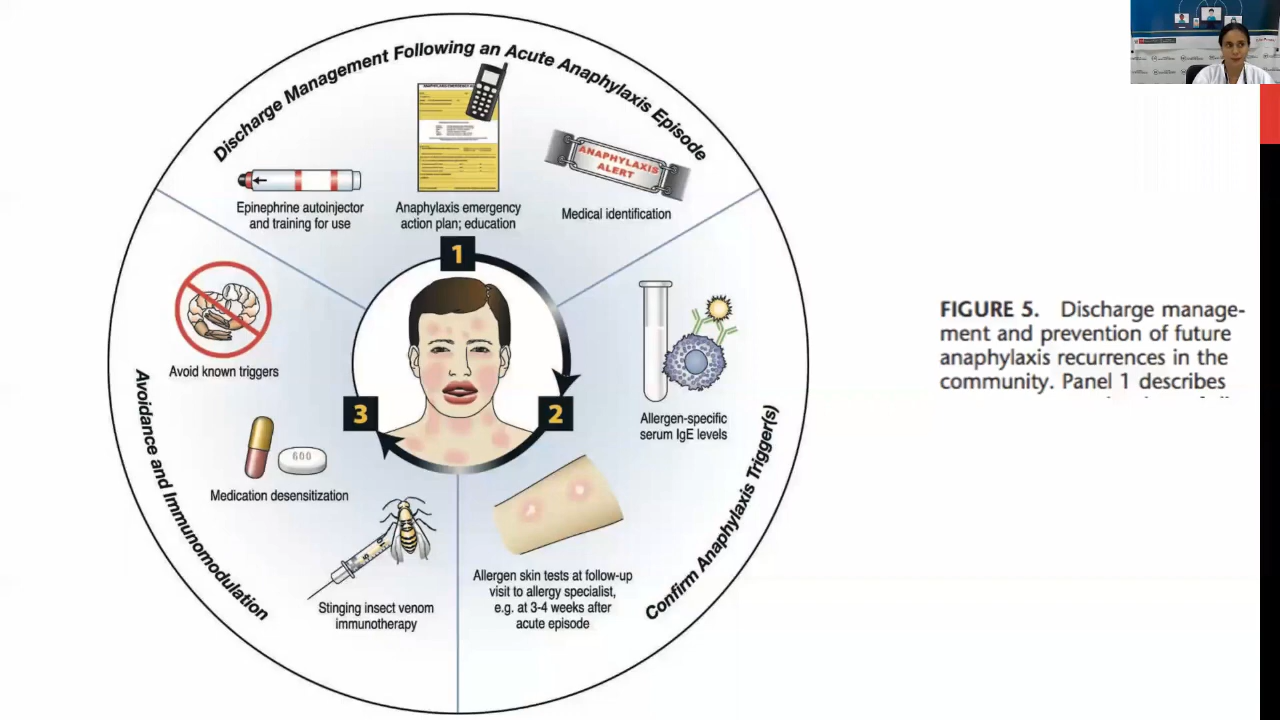 Discharge Management Following an Acute Anaphylaxis Episode
ANAPHYLAXIS
ALERT
Epinephrine autoinjector
and training for use
Anaphylaxis emergency
action plan; education
Medical identification
1
Avoid known triggers
Avoidance and Immunomodulation
600
Medication desensitization
Stinging insect venom
immunotherapy
3
2
Allergen-specific
serum IgE levels
Confirm Anaphylaxis Trigger(s)
Allergen skin tests at follow-up
visit to allergy specialist,
e.g. at 3-4 weeks after
acute episode
FIGURE 5. Discharge manage-
ment and prevention of future
anaphylaxis recurrences in the
community. Panel 1 describes